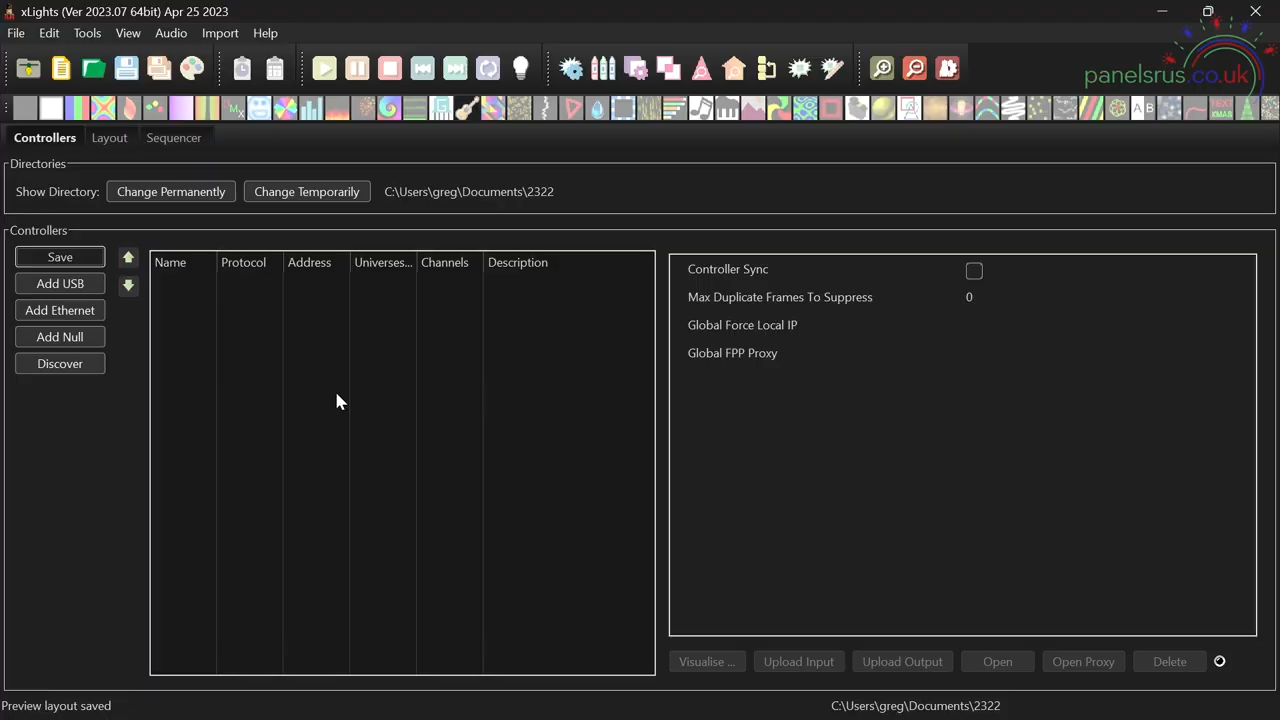 xLights (Ver 2023.07 64bit) Apr 25 2023
File Edit Tools View Audio Import Help
panelsrus.co.uk
Controllers Layout Sequencer
Directories
Show Directory: Change Permanently Change Temporarily C:\Users\greg\Documents\2322
Controllers
Save
Add USB
Add Ethernet
Add Null
Discover
Name Protocol Address Universes... Channels Description
Controller Sync
Max Duplicate Frames To Suppress 0
Global Force Local IP
Global FPP Proxy
Visualise ... Upload Input Upload Output Open Open Proxy Delete
Preview layout saved C:\Users\greg\Documents\2322